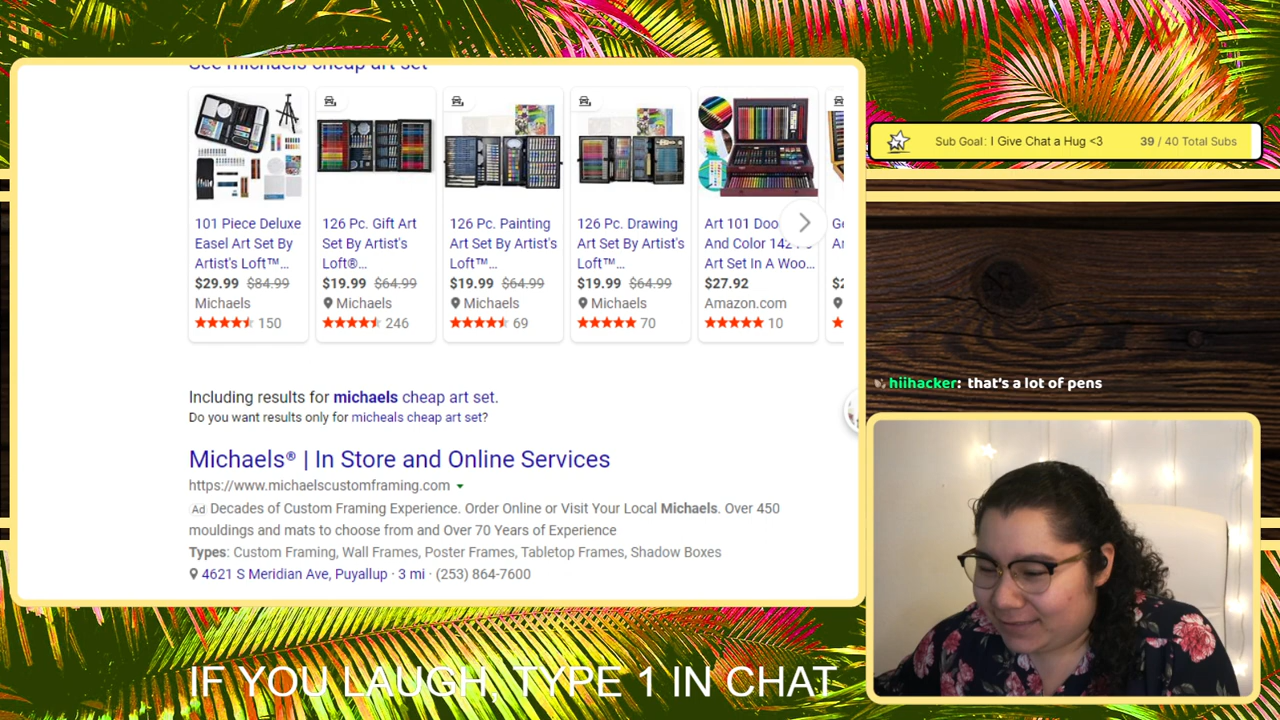 See michaels cheap art set
101 Piece Deluxe
Easel Art Set By
Artist's Loft™...
$29.99 $84.99
Michaels
150
126 Pc. Gift Art
Set By Artist's
Loft®...
$19.99 $64.99
Michaels
246
126 Pc. Painting
Art Set By Artist's
Loft™...
$19.99 $64.99
Michaels
69
126 Pc. Drawing
Art Set By Artist's
Loft™...
$19.99 $64.99
Michaels
70
Art 101
And Color
Art Set In A Woo...
$27.92
Amazon.com
10
Including results for michaels cheap art set.
Do you want results only for micheals cheap art set?
Michaels® | In Store and Online Services
https://www.michaelscustomframing.com
Ad Decades of Custom Framing Experience. Order Online or Visit Your Local Michaels. Over 450
mouldings and mats to choose from and Over 70 Years of Experience
Types: Custom Framing, Wall Frames, Poster Frames, Tabletop Frames, Shadow Boxes
4621 S Meridian Ave, Puyallup · 3 mi · (253) 864-7600
IF YOU LAUGH, TYPE 1 IN CHAT
Sub Goal: I Give Chat a Hug <3 39 / 40 Total Subs
hiihacker: that's a lot of pens